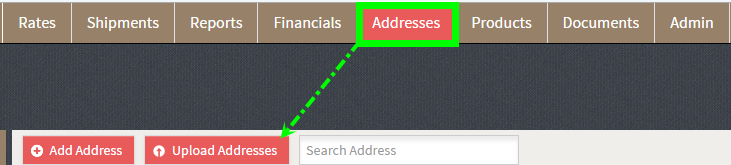 Rates Shipments Reports Financials Addresses Products Documents Admin
Add Address Upload Addresses Search Address